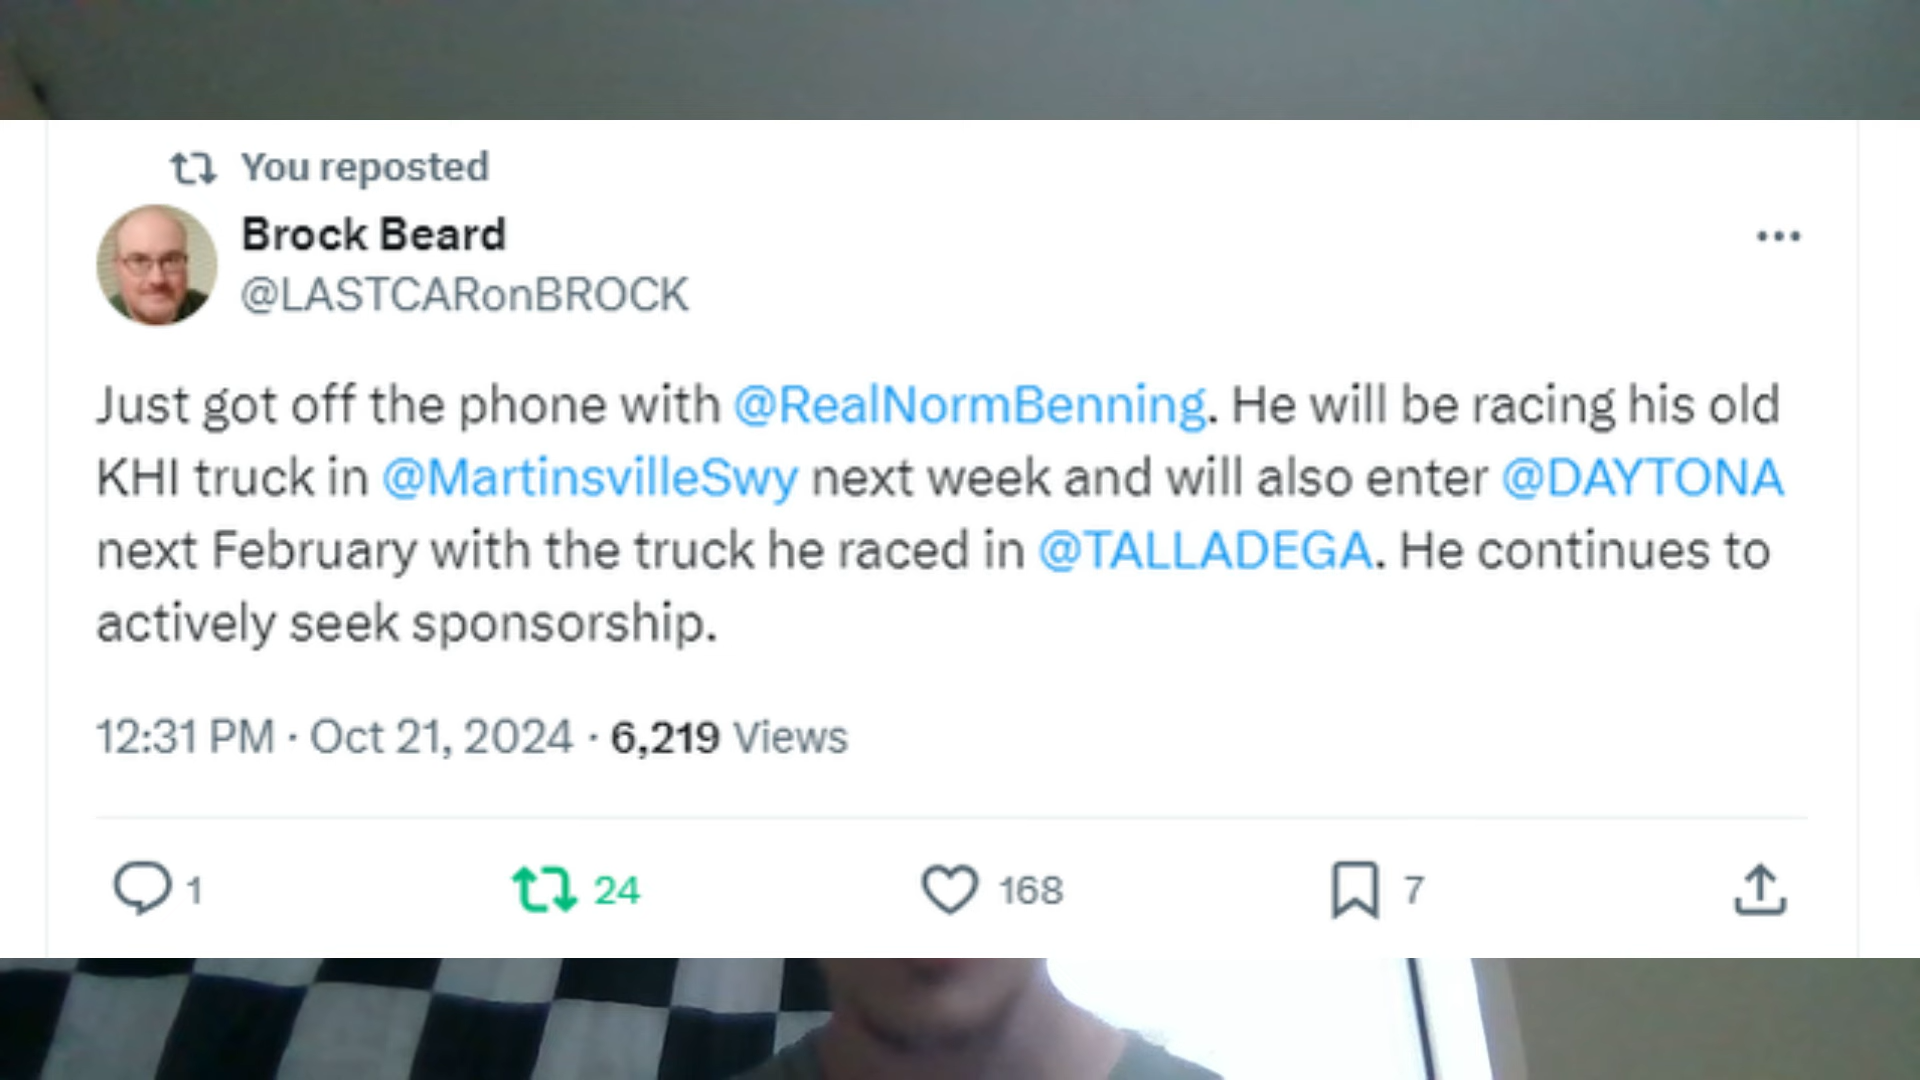 You reposted
Brock Beard
@LASTCARonBROCK
Just got off the phone with @RealNormBenning. He will be racing his old
KHI truck in @MartinsvilleSwy next week and will also enter @DAYTONA
next February with the truck he raced in @TALLADEGA. He continues to
actively seek sponsorship.
12:31 PM · Oct 21, 2024 · 6,219 Views
1 24 168 7